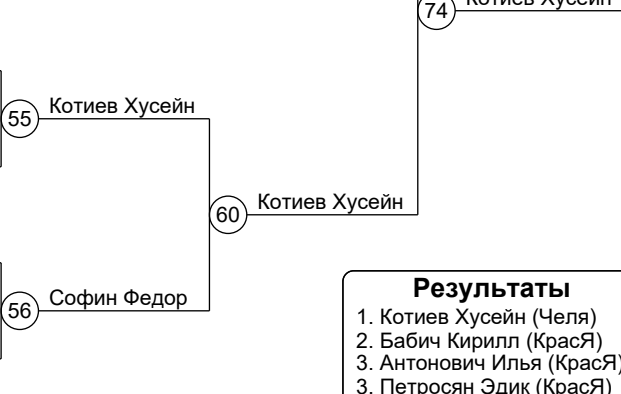 74 Котиев Хусейн
55 Котиев Хусейн
60 Котиев Хусейн
56 Софин Федор
Результаты
1. Котиев Хусейн (Челя)
2. Бабич Кирилл (КрасЯ)
3. Антонович Илья (КрасЯ)
3. Петросян Эдик (КрасЯ)